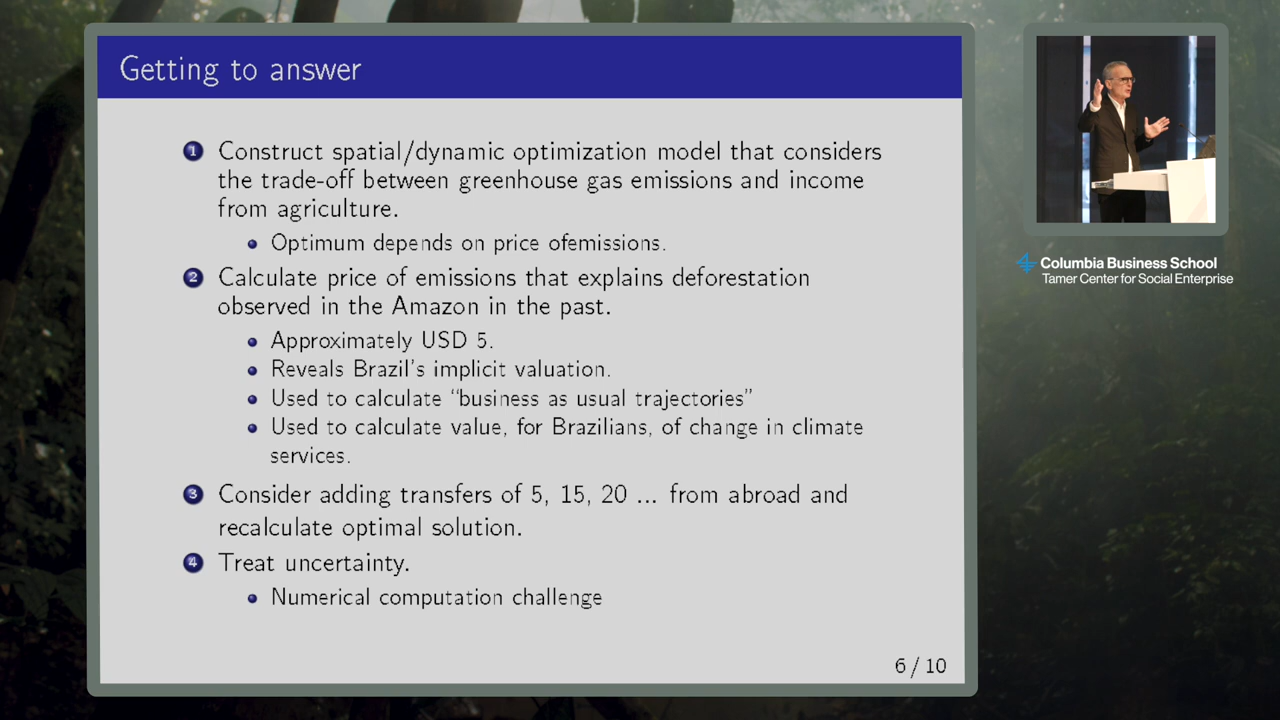 Getting to answer
1 Construct spatial/dynamic optimization model that considers
the trade-off between greenhouse gas emissions and income
from agriculture.
• Optimum depends on price ofemissions.
2 Calculate price of emissions that explains deforestation
observed in the Amazon in the past.
• Approximately USD 5.
• Reveals Brazil's implicit valuation.
• Used to calculate “business as usual trajectories”
• Used to calculate value, for Brazilians, of change in climate
services.
3 Consider adding transfers of 5, 15, 20 ... from abroad and
recalculate optimal solution.
4 Treat uncertainty.
• Numerical computation challenge
6 / 10
Columbia Business School
Tamer Center for Social Enterprise